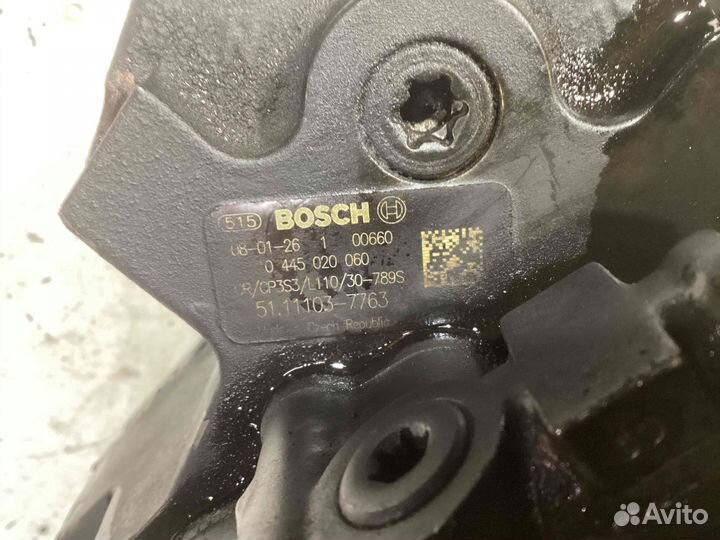 515 BOSCH
08-01-26 1 00660
0 445 020 060
R/CP3S3/L110/30-789S
51.11103-7763
Czech Republic
Avito